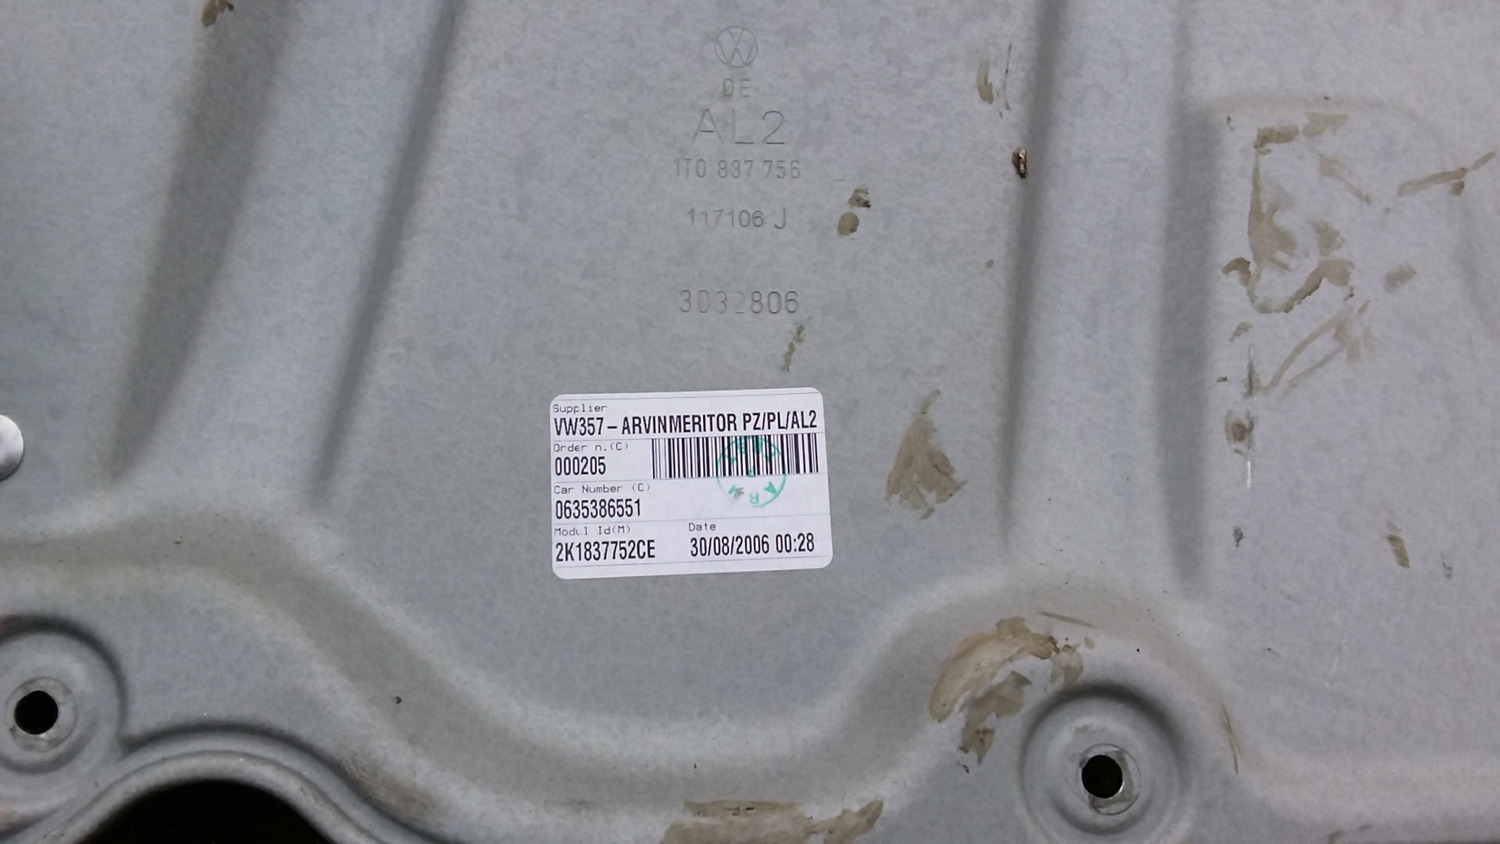 DE
AL2
1T0 837 756
117106 J
3032806
Supplier
VW357 - ARVINMERITOR PZ/PL/AL2
Order n.(C)
000205
Car Number (C)
0635386551
Modul Id(M)
2K1837752CE
Date
30/08/2006 00:28